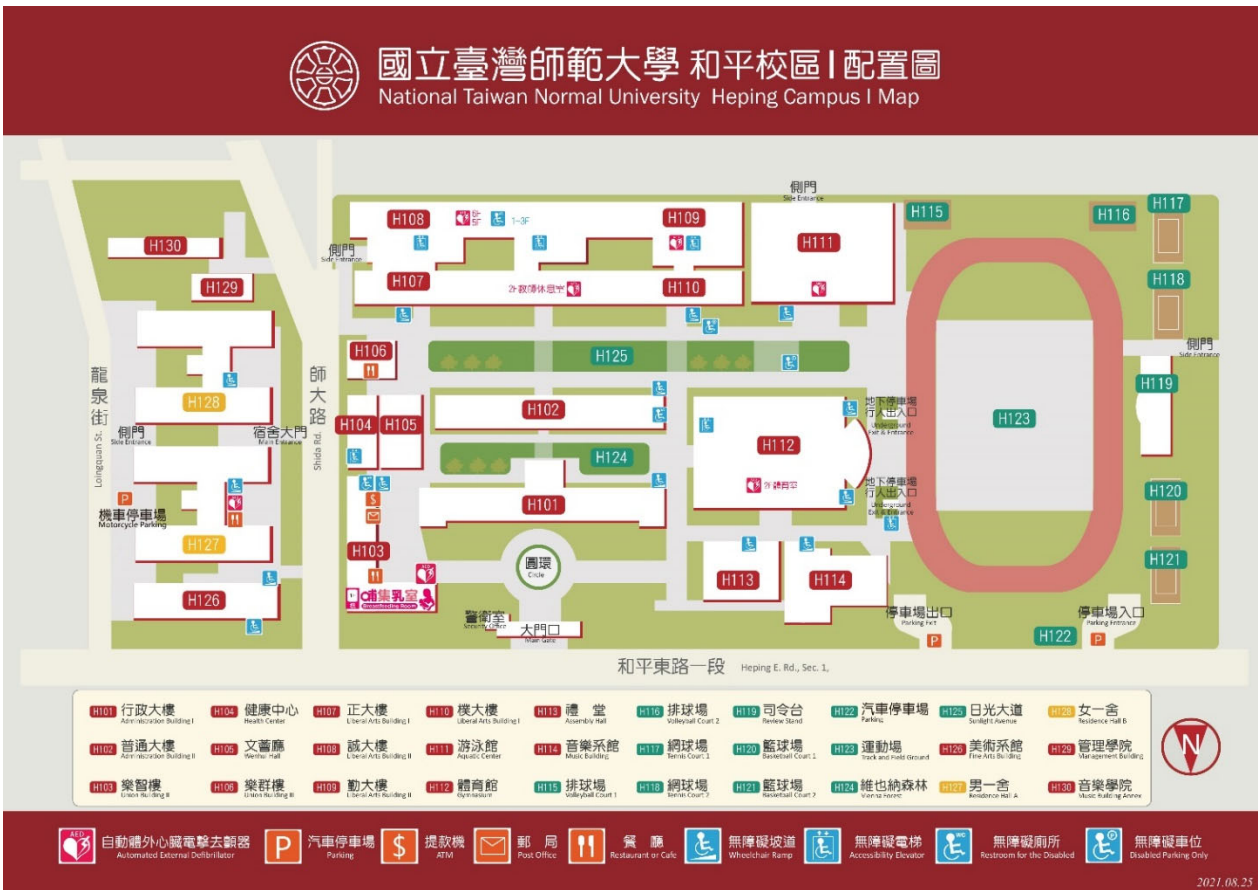 國立臺灣師範大學 和平校區I配置圖
National Taiwan Normal University Heping Campus I Map
側門
Side Entrance
H117
H115
H116
H108
5F
1-3F
H109
H111
H130
側門
Side Entrance
H129
H107
2F教師休息室
H110
H118
H106
H125
側門
Side Entrance
龍泉街
師大路
Shida Rd.
H128
H104
H105
H102
地下停車場
行人出入口
Underground
Exit & Entrance
H119
H123
側門
Side Entrance
宿舍大門
Main Entrance
H124
H112
2F體育室
地下停車場
行人出入口
Underground
Exit & Entrance
H120
P
機車停車場
Motorcycle Parking
$
H101
H127
H103
圓環
Circle
H113
H114
H121
H126
AED
哺集乳室
Breastfeeding Room
警衛室
Security Office
大門口
Main Gate
停車場出口
Parking Exit
P
H122
停車場入口
Parking Entrance
P
和平東路一段 Heping E. Rd., Sec. 1,
H101 行政大樓 H104 健康中心 H107 正大樓 H110 樸大樓 H113 禮堂 H116 排球場 H119 司令台 H122 汽車停車場 H125 日光大道 H128 女一舍
Administration Building I Health Center Liberal Arts Building I Liberal Arts Building I Assembly Hall Volleyball Court 2 Review Stand Parking Sunlight Avenue Residence Hall B
H102 普通大樓 H105 文薈廳 H108 誠大樓 H111 游泳館 H114 音樂系館 H117 網球場 H120 籃球場 H123 運動場 H126 美術系館 H129 管理學院
Administration Building II Wenhui Hall Liberal Arts Building II Aquatic Center Music Building Tennis Court 1 Basketball Court 1 Track and Field Ground Fine Arts Building Management Building
H103 樂智樓 H106 樂群樓 H109 勤大樓 H112 體育館 H115 排球場 H118 網球場 H121 籃球場 H124 維也納森林 H127 男一舍 H130 音樂學院
Union Building II Union Building III Liberal Arts Building II Gymnasium Volleyball Court 1 Tennis Court 2 Basketball Court 2 Vienna Forest Residence Hall A Music Building Annex
N
AED 自動體外心臟電擊去顫器 P 汽車停車場 $ 提款機 郵局 餐廳 無障礙坡道 無障礙電梯 WC 無障礙廁所 P 無障礙車位
Automated External Defibrillator Parking ATM Post Office Restaurant or Cafe Wheelchair Ramp Accessibility Elevator Restroom for the Disabled Disabled Parking Only
2021.08.25